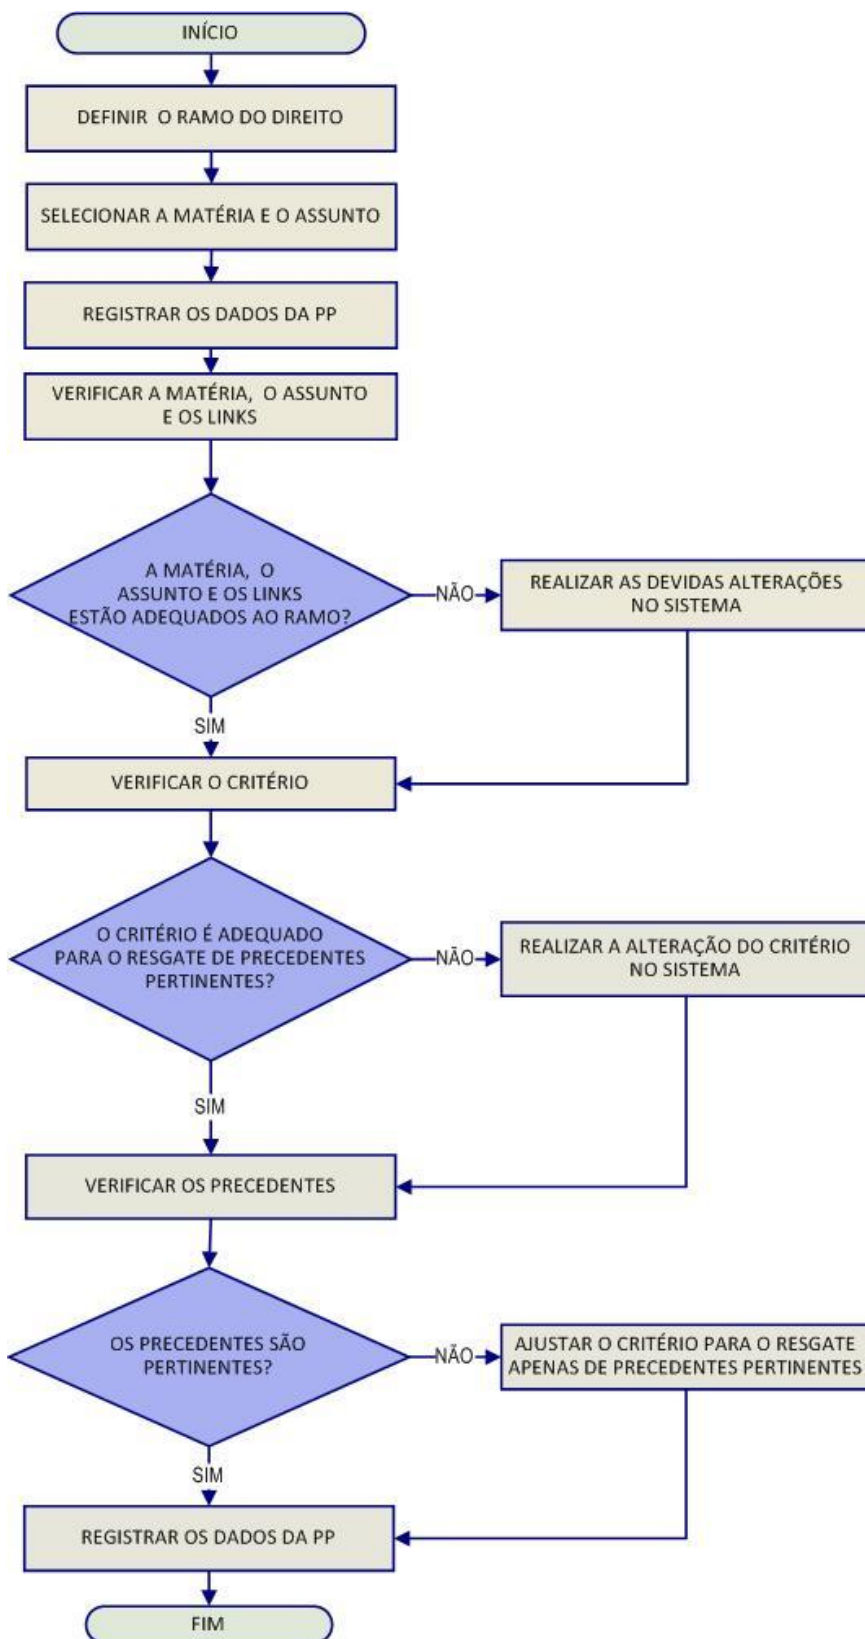 INÍCIO
DEFINIR O RAMO DO DIREITO
SELECIONAR A MATÉRIA E O ASSUNTO
REGISTRAR OS DADOS DA PP
VERIFICAR A MATÉRIA, O ASSUNTO
E OS LINKS
A MATÉRIA, O
ASSUNTO E OS LINKS
ESTÃO ADEQUADOS AO RAMO?
NÃO
REALIZAR AS DEVIDAS ALTERAÇÕES
NO SISTEMA
SIM
VERIFICAR O CRITÉRIO
O CRITÉRIO É ADEQUADO
PARA O RESGATE DE PRECEDENTES
PERTINENTES?
NÃO
REALIZAR A ALTERAÇÃO DO CRITÉRIO
NO SISTEMA
SIM
VERIFICAR OS PRECEDENTES
OS PRECEDENTES SÃO
PERTINENTES?
NÃO
AJUSTAR O CRITÉRIO PARA O RESGATE
APENAS DE PRECEDENTES PERTINENTES
SIM
REGISTRAR OS DADOS DA PP
FIM